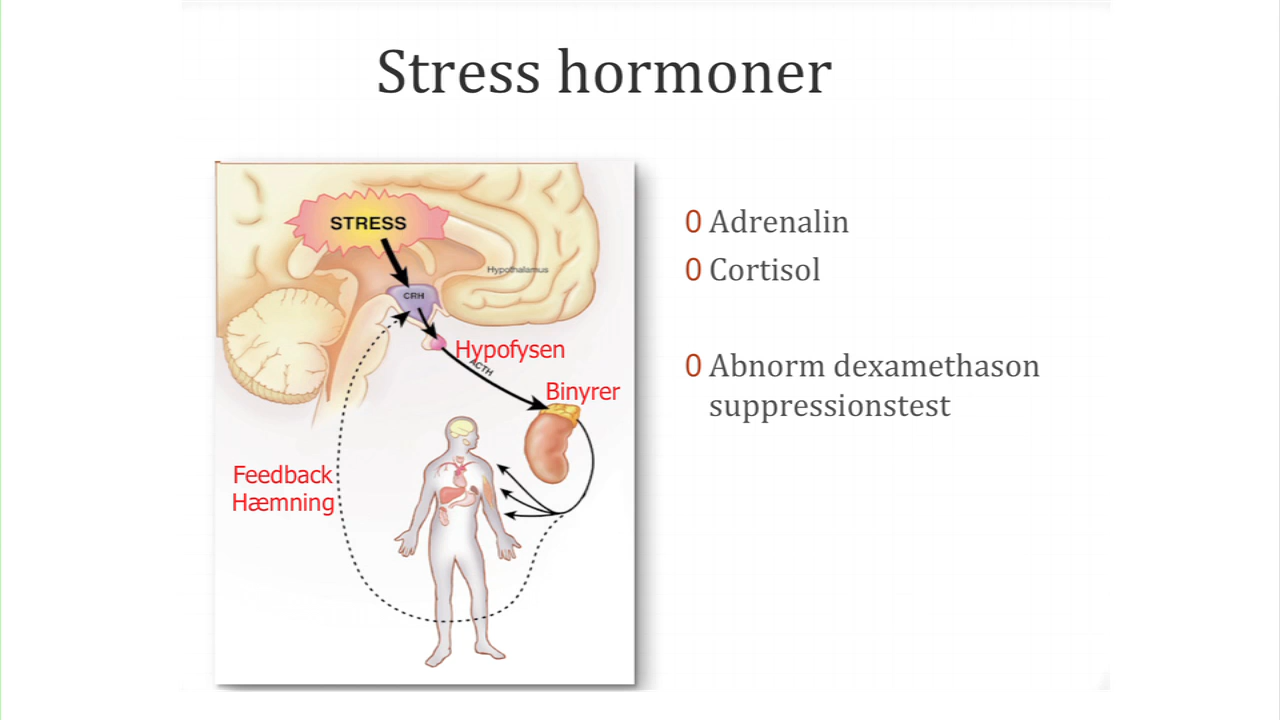 Stress hormoner
STRESS
Hypothalamus
CRH
Hypofysen
ACTH
Binyrer
Feedback
Hæmning
0 Adrenalin
0 Cortisol
0 Abnorm dexamethason
suppressionstest